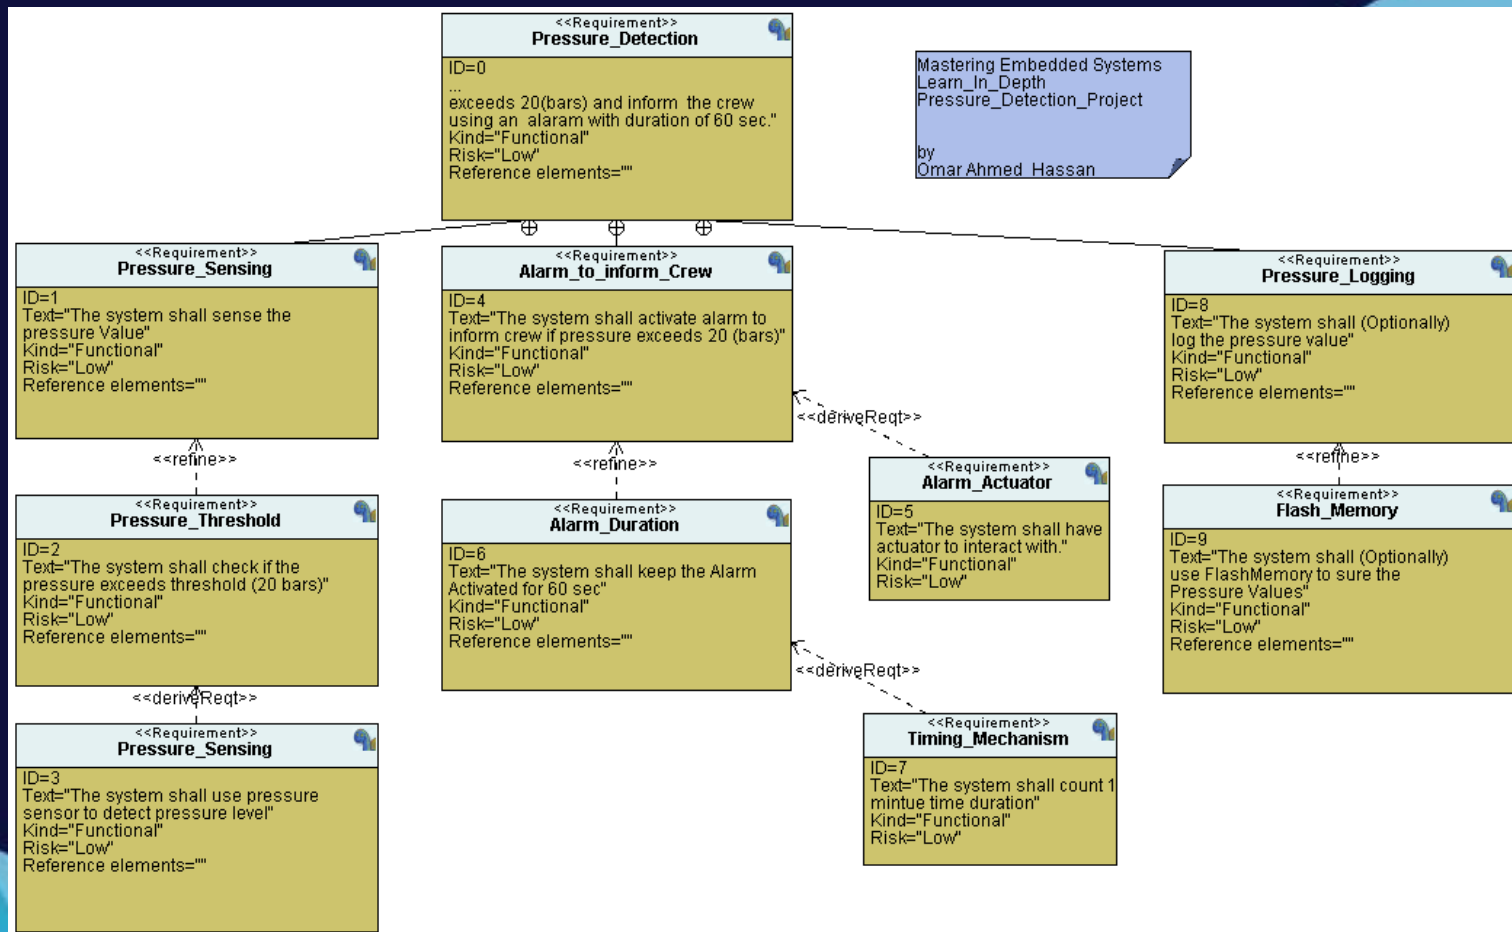 <<Requirement>>
Pressure_Detection
ID=0
...
exceeds 20(bars) and inform the crew
using an alaram with duration of 60 sec."
Kind="Functional"
Risk="Low"
Reference elements=""
Mastering Embedded Systems
Learn_In_Depth
Pressure_Detection_Project
by
Omar Ahmed Hassan
<<Requirement>>
Pressure_Sensing
ID=1
Text="The system shall sense the
pressure Value"
Kind="Functional"
Risk="Low"
Reference elements=""
<<Requirement>>
Alarm_to_inform_Crew
ID=4
Text="The system shall activate alarm to
inform crew if pressure exceeds 20 (bars)"
Kind="Functional"
Risk="Low"
Reference elements=""
<<Requirement>>
Pressure_Logging
ID=8
Text="The system shall (Optionally)
log the pressure value"
Kind="Functional"
Risk="Low"
Reference elements=""
<<refine>>
<<refine>>
<<deriveReqt>>
<<refine>>
<<Requirement>>
Pressure_Threshold
ID=2
Text="The system shall check if the
pressure exceeds threshold (20 bars)"
Kind="Functional"
Risk="Low"
Reference elements=""
<<Requirement>>
Alarm_Duration
ID=6
Text="The system shall keep the Alarm
Activated for 60 sec"
Kind="Functional"
Risk="Low"
Reference elements=""
<<Requirement>>
Alarm_Actuator
ID=5
Text="The system shall have
actuator to interact with."
Kind="Functional"
Risk="Low"
<<Requirement>>
Flash_Memory
ID=9
Text="The system shall (Optionally)
use FlashMemory to sure the
Pressure Values"
Kind="Functional"
Risk="Low"
Reference elements=""
<<deriveReqt>>
<<deriveReqt>>
<<Requirement>>
Pressure_Sensing
ID=3
Text="The system shall use pressure
sensor to detect pressure level"
Kind="Functional"
Risk="Low"
Reference elements=""
<<Requirement>>
Timing_Mechanism
ID=7
Text="The system shall count 1
mintue time duration"
Kind="Functional"
Risk="Low"